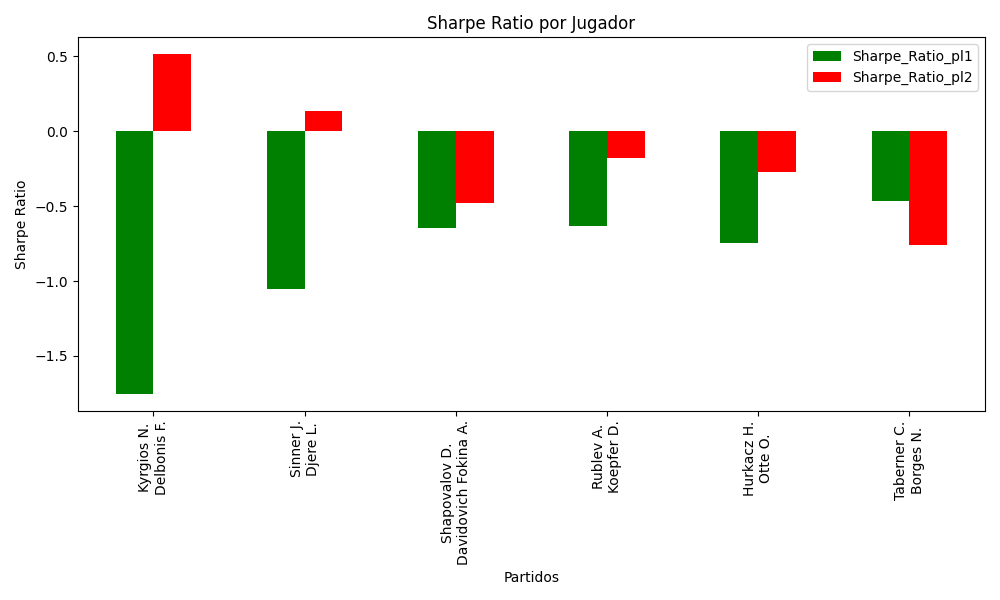 Sharpe Ratio por Jugador
Sharpe_Ratio_pl1
Sharpe_Ratio_pl2
Sharpe Ratio
0.5
0.0
−0.5
−1.0
−1.5
Kyrgios N.
Delbonis F.
Sinner J.
Djere L.
Shapovalov D.
Davidovich Fokina A.
Rublev A.
Koepfer D.
Hurkacz H.
Otte O.
Taberner C.
Borges N.
Partidos